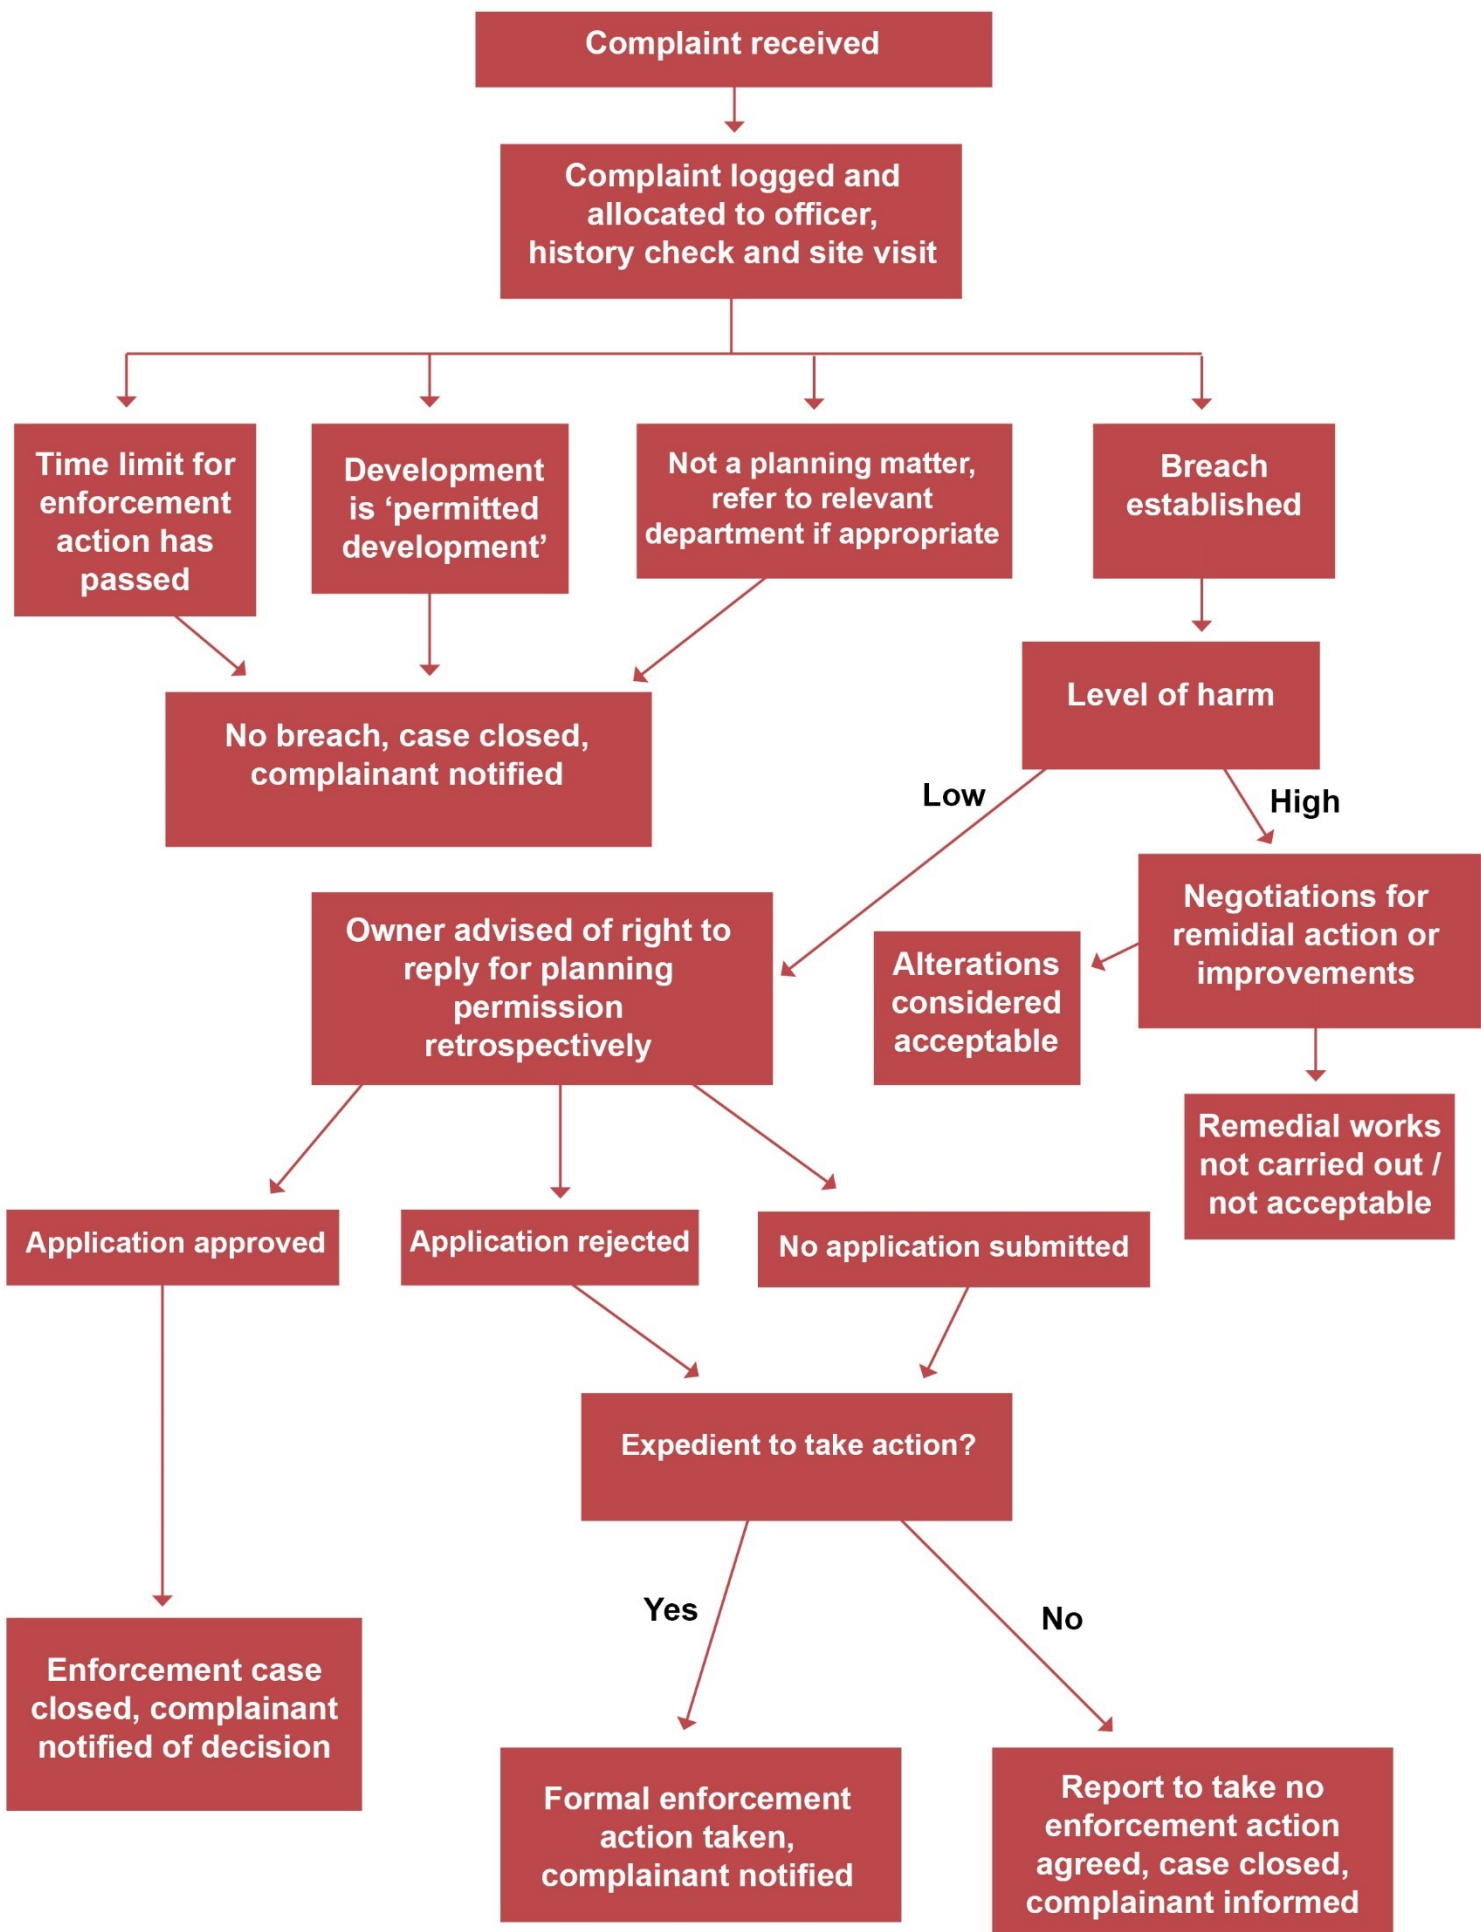 Complaint received
Complaint logged and
allocated to officer,
history check and site visit
Time limit for
enforcement
action has
passed
Development
is ‘permitted
development’
Not a planning matter,
refer to relevant
department if appropriate
Breach
established
No breach, case closed,
complainant notified
Level of harm
Low
High
Owner advised of right to
reply for planning
permission
retrospectively
Alterations
considered
acceptable
Negotiations for
remidial action or
improvements
Remedial works
not carried out /
not acceptable
Application approved
Application rejected
No application submitted
Expedient to take action?
Yes
No
Enforcement case
closed, complainant
notified of decision
Formal enforcement
action taken,
complainant notified
Report to take no
enforcement action
agreed, case closed,
complainant informed